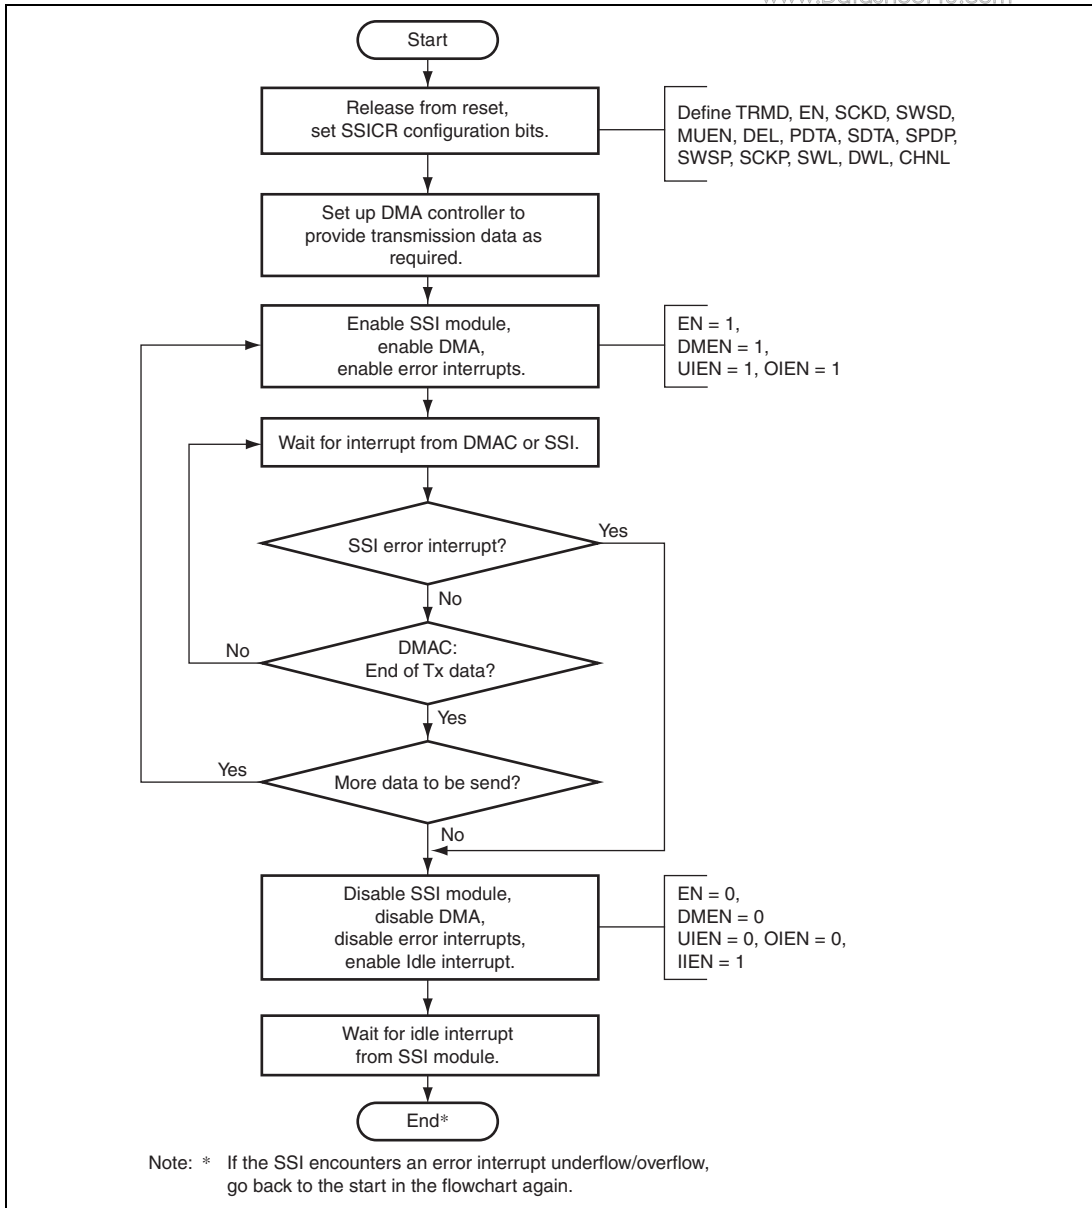 Start
Release from reset,
set SSICR configuration bits.
Define TRMD, EN, SCKD, SWSD,
MUEN, DEL, PDTA, SDTA, SPDP,
SWSP, SCKP, SWL, DWL, CHNL
Set up DMA controller to
provide transmission data as
required.
Enable SSI module,
enable DMA,
enable error interrupts.
EN = 1,
DMEN = 1,
UIEN = 1, OIEN = 1
Wait for interrupt from DMAC or SSI.
SSI error interrupt?
Yes
No
DMAC:
End of Tx data?
No
Yes
More data to be send?
Yes
No
Disable SSI module,
disable DMA,
disable error interrupts,
enable Idle interrupt.
EN = 0,
DMEN = 0
UIEN = 0, OIEN = 0,
IIEN = 1
Wait for idle interrupt
from SSI module.
End*
Note: * If the SSI encounters an error interrupt underflow/overflow,
go back to the start in the flowchart again.